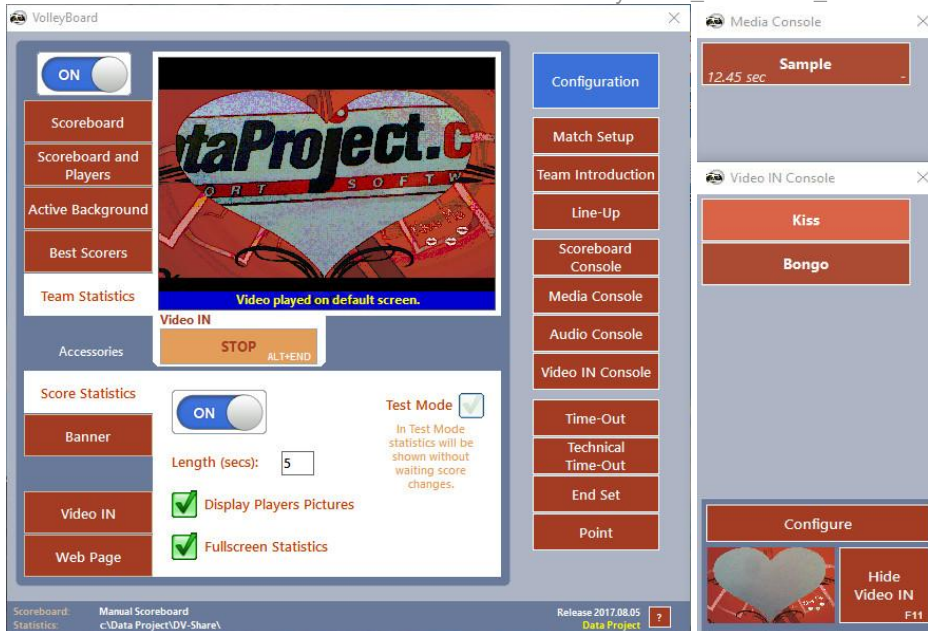 VolleyBoard
ON
Scoreboard
Scoreboard and
Players
Active Background
Best Scorers
Team Statistics
Accessories
Score Statistics
Banner
Video IN
Web Page
taProject.c
ORT SOFTW
Video played on default screen.
Video IN
STOP
ALT+END
ON
Length (secs): 5
Display Players Pictures
Fullscreen Statistics
Test Mode
In Test Mode
statistics will be
shown without
waiting score
changes.
Configuration
Match Setup
Team Introduction
Line-Up
Scoreboard
Console
Media Console
Audio Console
Video IN Console
Time-Out
Technical
Time-Out
End Set
Point
Scoreboard: Manual Scoreboard
Statistics: c:\Data Project\DV-Share\
Release 2017.08.05
Data Project
?
Media Console
Sample
12.45 sec -
Video IN Console
Kiss
Bongo
Configure
Hide
Video IN
F11